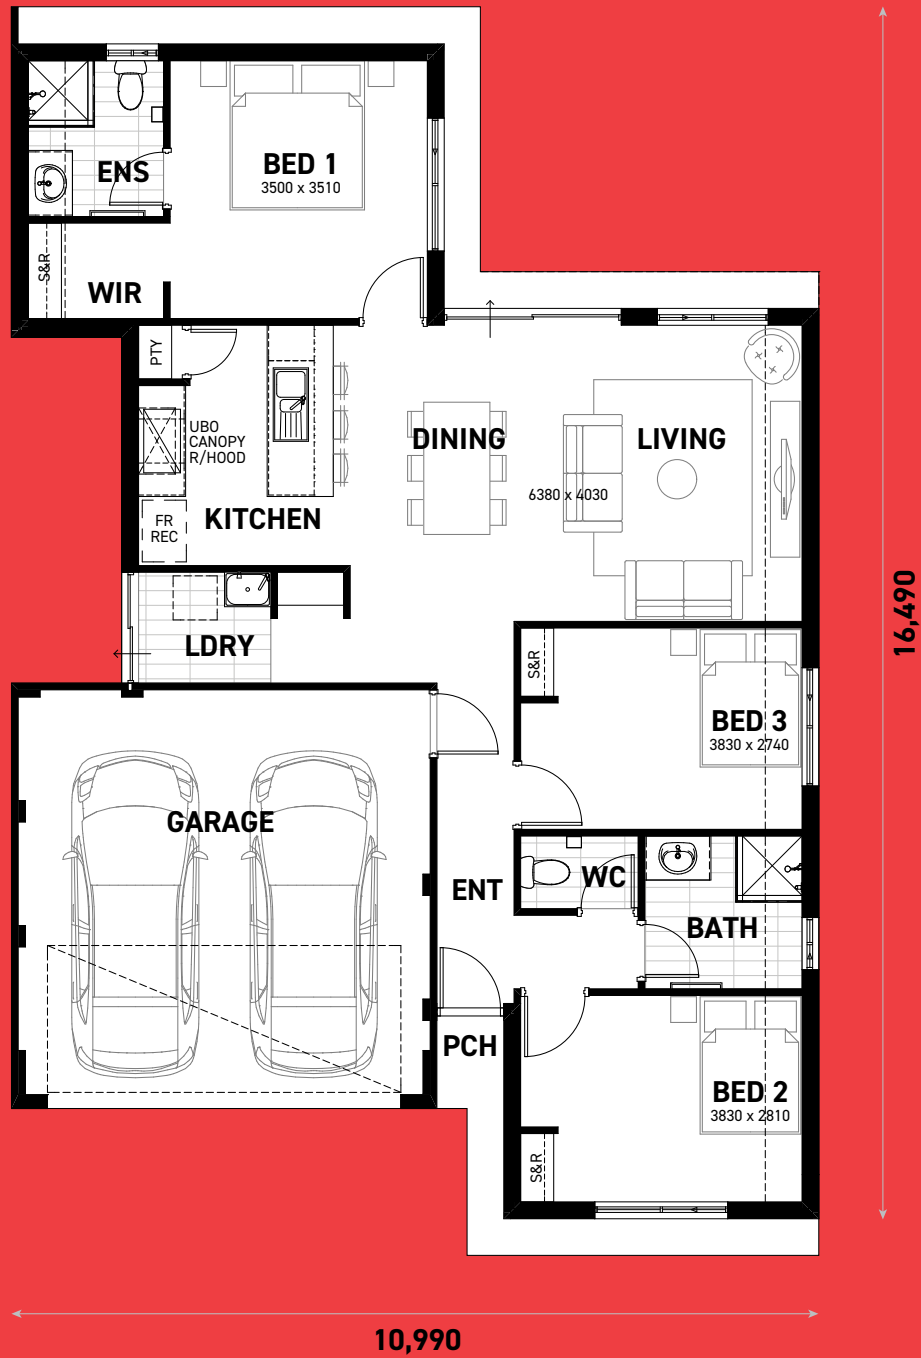 ENS
BED 1
3500 x 3510
S&R
WIR
PTY
UBO
CANOPY
R/HOOD
DINING
LIVING
6380 x 4030
FR
REC
KITCHEN
LDRY
16,490
S&R
BED 3
3830 x 2740
GARAGE
ENT
WC
BATH
PCH
BED 2
3830 x 2810
S&R
10,990